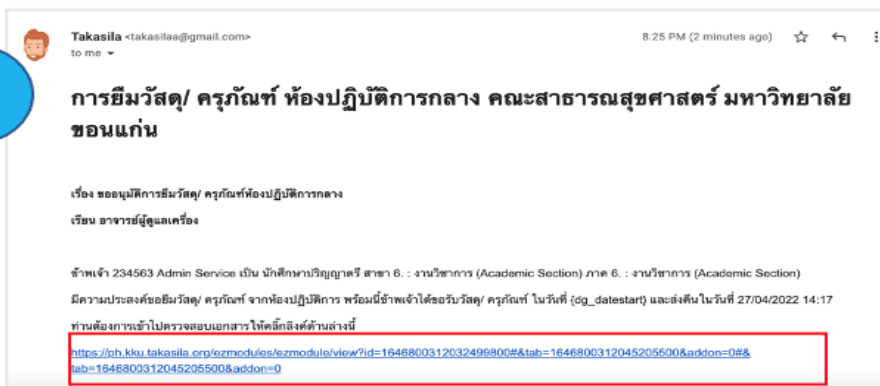 Takasila <takasilaa@gmail.com>
8:25 PM (2 minutes ago)
to me
การยืมวัสดุ/ ครุภัณฑ์ ห้องปฏิบัติการกลาง คณะสาธารณสุขศาสตร์ มหาวิทยาลัย
ขอนแก่น
เรื่อง ขออนุมัติการยืมวัสดุ/ ครุภัณฑ์ห้องปฏิบัติการกลาง
เรียน อาจารย์ผู้ดูแลเครื่อง
ข้าพเจ้า 234563 Admin Service เป็น นักศึกษาปริญญาตรี สาขา 6. : งานวิชาการ (Academic Section) ภาค 6. : งานวิชาการ (Academic Section)
มีความประสงค์ขอยืมวัสดุ/ ครุภัณฑ์ จากห้องปฏิบัติการ พร้อมนี้ข้าพเจ้าได้ขอรับวัสดุ/ ครุภัณฑ์ ในวันที่ {dg_datestart} และส่งคืนในวันที่ 27/04/2022 14:17
ท่านต้องการเข้าไปตรวจสอบเอกสาร ให้คลิ๊กลิงค์ด้านล่างนี้
https://ph.kku.takasila.org/ezmodules/ezmodule/view?id=1646800312032499800#&tab=1646800312045205500&addon=0#&
tab=1646800312045205500&addon=0